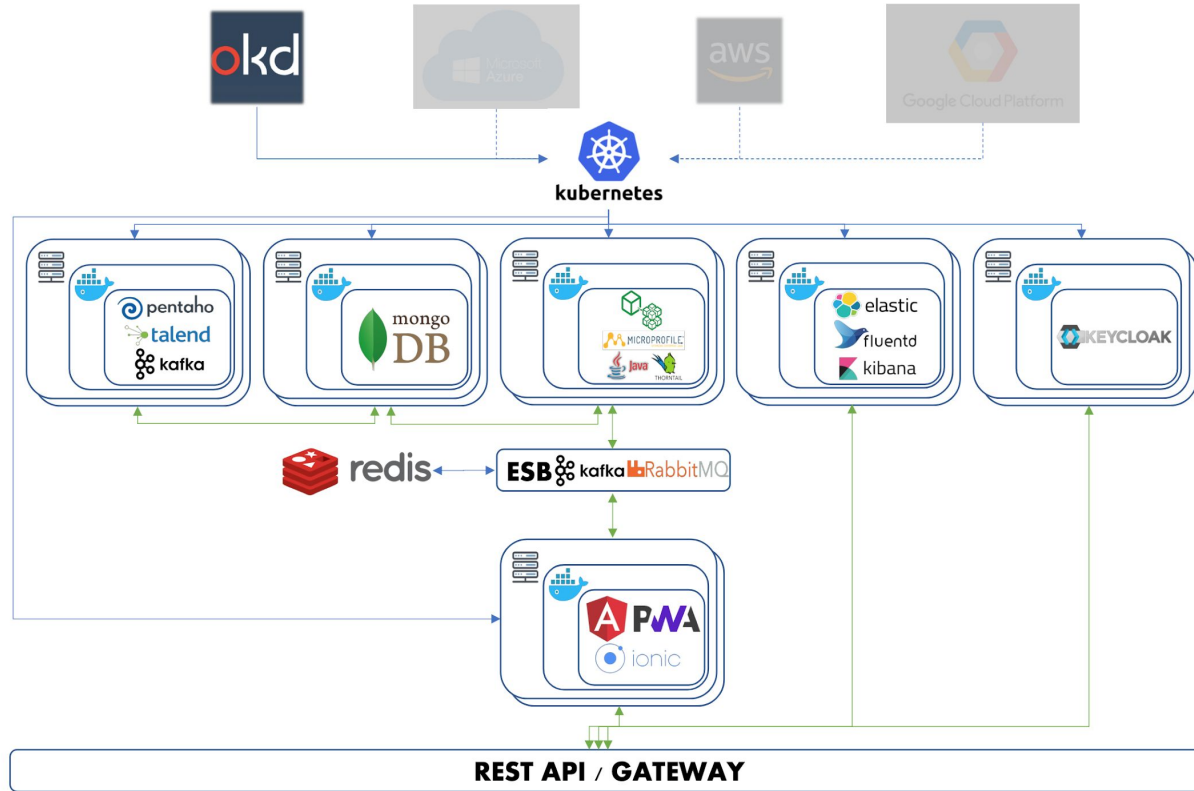 okd
Microsoft
Azure
aws
Google Cloud Platform
kubernetes
pentaho
talend
kafka
mongo
DB
MICROPROFILE
Java
THORNTAIL
elastic
fluentd
kibana
KEYCLOAK
redis
ESB kafka RabbitMQ
A PWA
ionic
REST API / GATEWAY